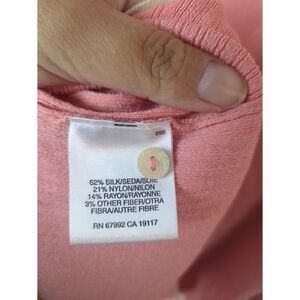 62% SILK/SEDA/SOIE
21% NYLON/NILON
14% RAYON/RAYONNE
3% OTHER FIBER/OTRA
FIBRA/AUTRE FIBRE
RN 67992 CA 19117